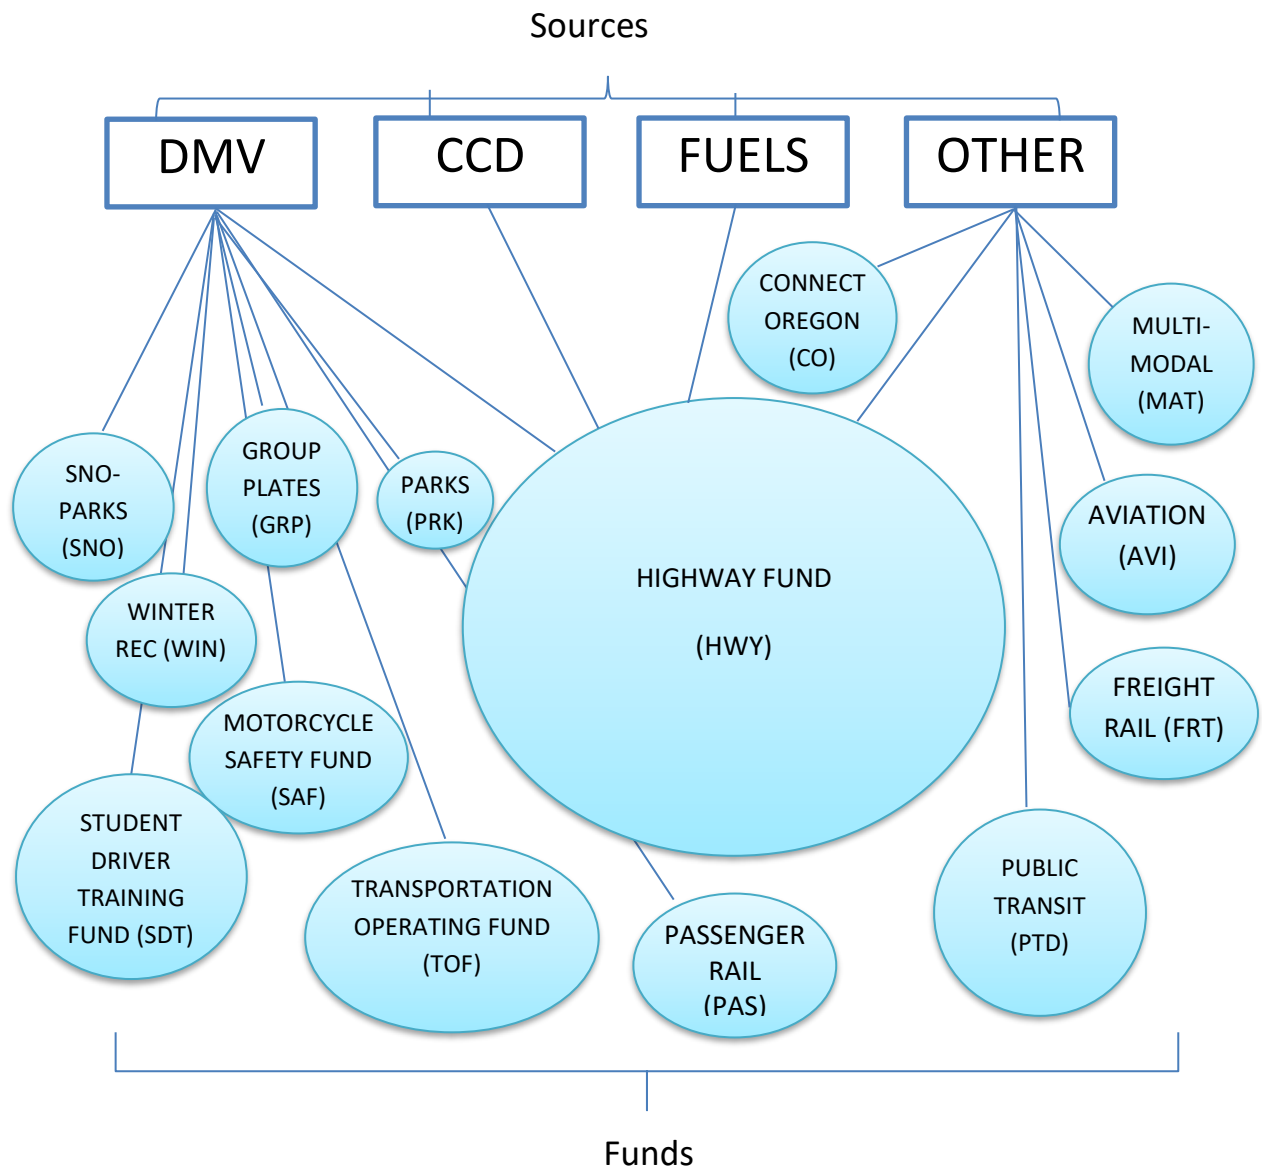 Sources
DMV
CCD
FUELS
OTHER
CONNECT
OREGON
(CO)
MULTI-
MODAL
(MAT)
SNO-
PARKS
(SNO)
GROUP
PLATES
(GRP)
PARKS
(PRK)
AVIATION
(AVI)
HIGHWAY FUND
(HWY)
WINTER
REC (WIN)
FREIGHT
RAIL (FRT)
MOTORCYCLE
SAFETY FUND
(SAF)
STUDENT
DRIVER
TRAINING
FUND (SDT)
TRANSPORTATION
OPERATING FUND
(TOF)
PASSENGER
RAIL
(PAS)
PUBLIC
TRANSIT
(PTD)
Funds